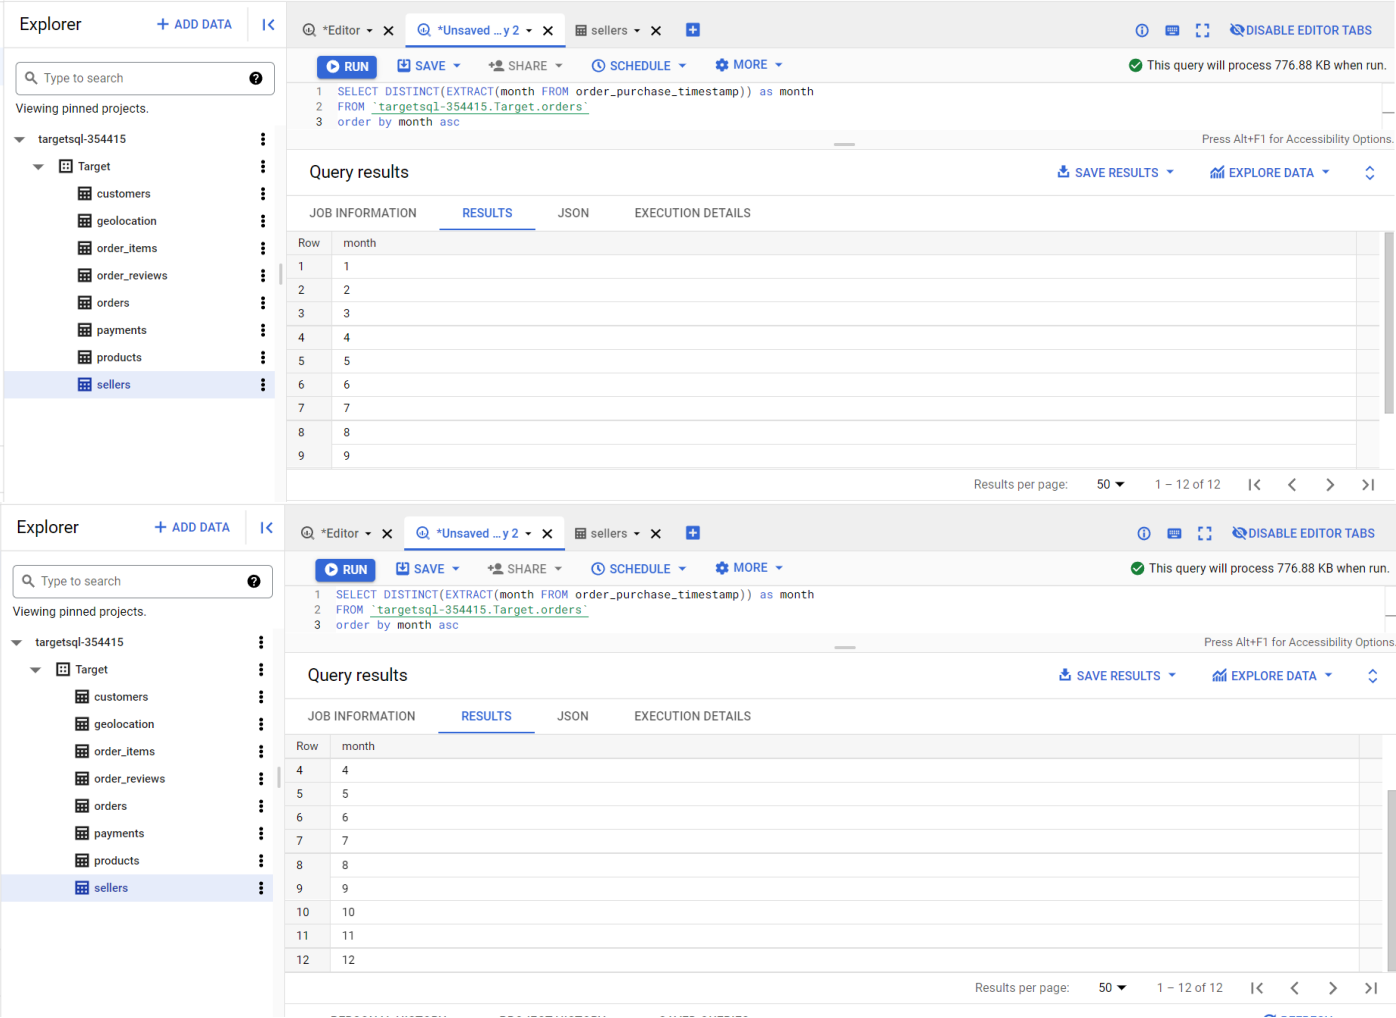 Explorer
+ ADD DATA
*Editor
*Unsaved ...y 2
sellers
DISABLE EDITOR TABS
Type to search
RUN
SAVE
SHARE
SCHEDULE
MORE
This query will process 776.88 KB when run.
Viewing pinned projects.
1 SELECT DISTINCT(EXTRACT(month FROM order_purchase_timestamp)) as month
2 FROM `targetsql-354415.Target.orders`
3 order by month asc
Press Alt+F1 for Accessibility Options.
targetsql-354415
Target
customers
geolocation
order_items
order_reviews
orders
payments
products
sellers
Query results
SAVE RESULTS
EXPLORE DATA
JOB INFORMATION
RESULTS
JSON
EXECUTION DETAILS
Row month
1 1
2 2
3 3
4 4
5 5
6 6
7 7
8 8
9 9
Results per page: 50 1 – 12 of 12
Explorer
+ ADD DATA
*Editor
*Unsaved ...y 2
sellers
DISABLE EDITOR TABS
Type to search
RUN
SAVE
SHARE
SCHEDULE
MORE
This query will process 776.88 KB when run.
Viewing pinned projects.
1 SELECT DISTINCT(EXTRACT(month FROM order_purchase_timestamp)) as month
2 FROM `targetsql-354415.Target.orders`
3 order by month asc
Press Alt+F1 for Accessibility Options.
targetsql-354415
Target
customers
geolocation
order_items
order_reviews
orders
payments
products
sellers
Query results
SAVE RESULTS
EXPLORE DATA
JOB INFORMATION
RESULTS
JSON
EXECUTION DETAILS
Row month
4 4
5 5
6 6
7 7
8 8
9 9
10 10
11 11
12 12
Results per page: 50 1 – 12 of 12